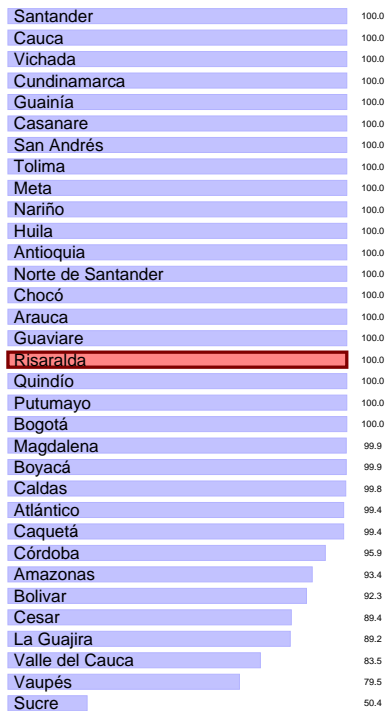 Santander 100.0
Cauca 100.0
Vichada 100.0
Cundinamarca 100.0
Guainía 100.0
Casanare 100.0
San Andrés 100.0
Tolima 100.0
Meta 100.0
Nariño 100.0
Huila 100.0
Antioquia 100.0
Norte de Santander 100.0
Chocó 100.0
Arauca 100.0
Guaviare 100.0
Risaralda 100.0
Quindío 100.0
Putumayo 100.0
Bogotá 100.0
Magdalena 99.9
Boyacá 99.9
Caldas 99.8
Atlántico 99.4
Caquetá 99.4
Córdoba 95.9
Amazonas 93.4
Bolivar 92.3
Cesar 89.4
La Guajira 89.2
Valle del Cauca 83.5
Vaupés 79.5
Sucre 50.4